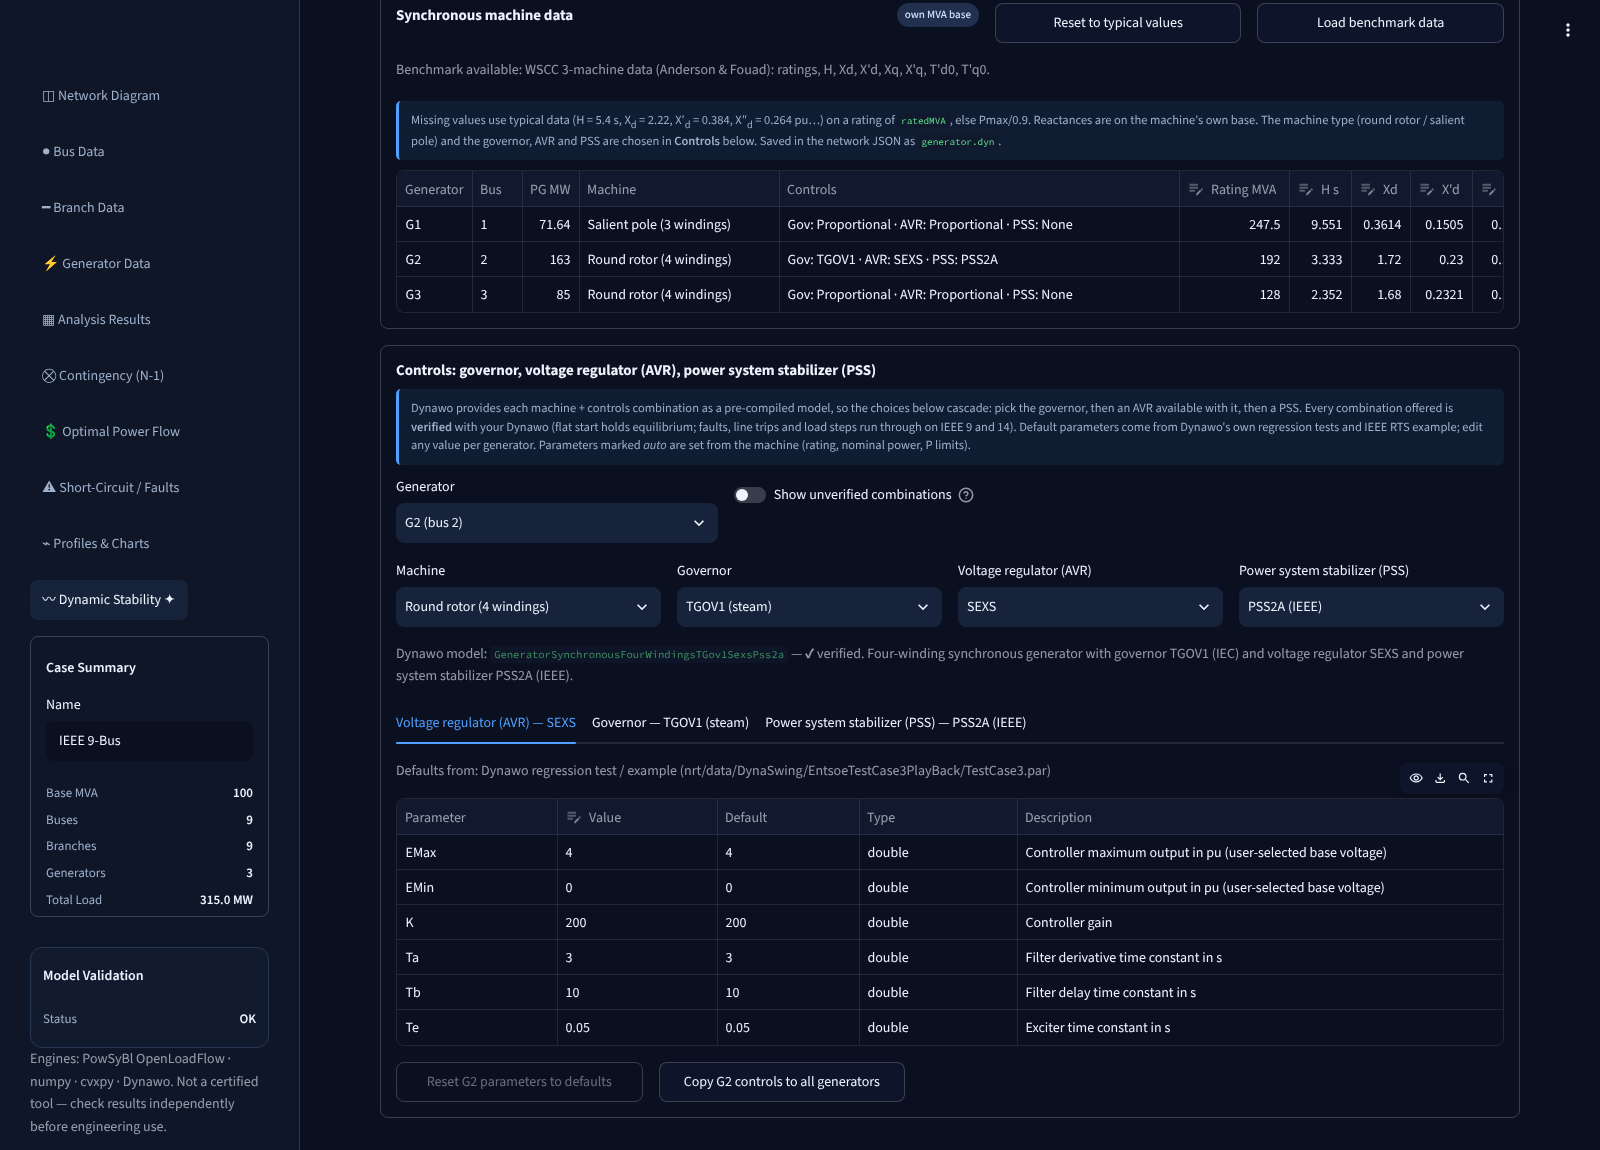 Network Diagram
Bus Data
Branch Data
Generator Data
Analysis Results
Contingency (N-1)
Optimal Power Flow
Short-Circuit / Faults
Profiles & Charts
Dynamic Stability ✦
Case Summary
Name
IEEE 9-Bus
Base MVA 100
Buses 9
Branches 9
Generators 3
Total Load 315.0 MW
Model Validation
Status OK
Engines: PowSyBl OpenLoadFlow ·
numpy · cvxpy · Dynawo. Not a certified
tool — check results independently
before engineering use.
Synchronous machine data
own MVA base
Reset to typical values
Load benchmark data
Benchmark available: WSCC 3-machine data (Anderson & Fouad): ratings, H, Xd, X'd, Xq, X'q, T'd0, T'q0.
Missing values use typical data (H = 5.4 s, Xd = 2.22, X'd = 0.384, X"d = 0.264 pu…) on a rating of ratedMVA, else Pmax/0.9. Reactances are on the machine's own base. The machine type (round rotor / salient
pole) and the governor, AVR and PSS are chosen in Controls below. Saved in the network JSON as generator.dyn.
Generator Bus PG MW Machine Controls Rating MVA H s Xd X'd
G1 1 71.64 Salient pole (3 windings) Gov: Proportional · AVR: Proportional · PSS: None 247.5 9.551 0.3614 0.1505 0.
G2 2 163 Round rotor (4 windings) Gov: TGOV1 · AVR: SEXS · PSS: PSS2A 192 3.333 1.72 0.23 0.
G3 3 85 Round rotor (4 windings) Gov: Proportional · AVR: Proportional · PSS: None 128 2.352 1.68 0.2321 0.
Controls: governor, voltage regulator (AVR), power system stabilizer (PSS)
Dynawo provides each machine + controls combination as a pre-compiled model, so the choices below cascade: pick the governor, then an AVR available with it, then a PSS. Every combination offered is
verified with your Dynawo (flat start holds equilibrium; faults, line trips and load steps run through on IEEE 9 and 14). Default parameters come from Dynawo's own regression tests and IEEE RTS example; edit
any value per generator. Parameters marked auto are set from the machine (rating, nominal power, P limits).
Generator
G2 (bus 2)
Show unverified combinations
Machine Governor Voltage regulator (AVR) Power system stabilizer (PSS)
Round rotor (4 windings) TGOV1 (steam) SEXS PSS2A (IEEE)
Dynawo model: GeneratorSynchronousFourWindingsTGov1SexsPss2a — ✓ verified. Four-winding synchronous generator with governor TGOV1 (IEC) and voltage regulator SEXS and power
system stabilizer PSS2A (IEEE).
Voltage regulator (AVR) — SEXS Governor — TGOV1 (steam) Power system stabilizer (PSS) — PSS2A (IEEE)
Defaults from: Dynawo regression test / example (nrt/data/DynaSwing/EntsoeTestCase3PlayBack/TestCase3.par)
Parameter Value Default Type Description
EMax 4 4 double Controller maximum output in pu (user-selected base voltage)
EMin 0 0 double Controller minimum output in pu (user-selected base voltage)
K 200 200 double Controller gain
Ta 3 3 double Filter derivative time constant in s
Tb 10 10 double Filter delay time constant in s
Te 0.05 0.05 double Exciter time constant in s
Reset G2 parameters to defaults
Copy G2 controls to all generators